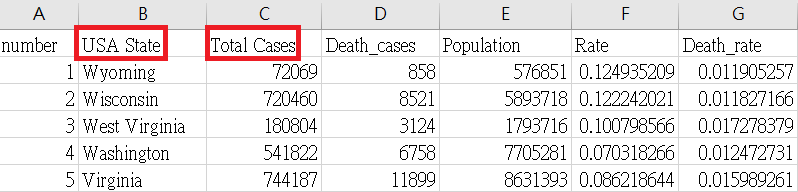 A B C D E F G
number USA State Total Cases Death_cases Population Rate Death_rate
1 Wyoming 72069 858 576851 0.124935209 0.011905257
2 Wisconsin 720460 8521 5893718 0.122242021 0.011827166
3 West Virginia 180804 3124 1793716 0.100798566 0.017278379
4 Washington 541822 6758 7705281 0.070318266 0.012472731
5 Virginia 744187 11899 8631393 0.086218644 0.015989261